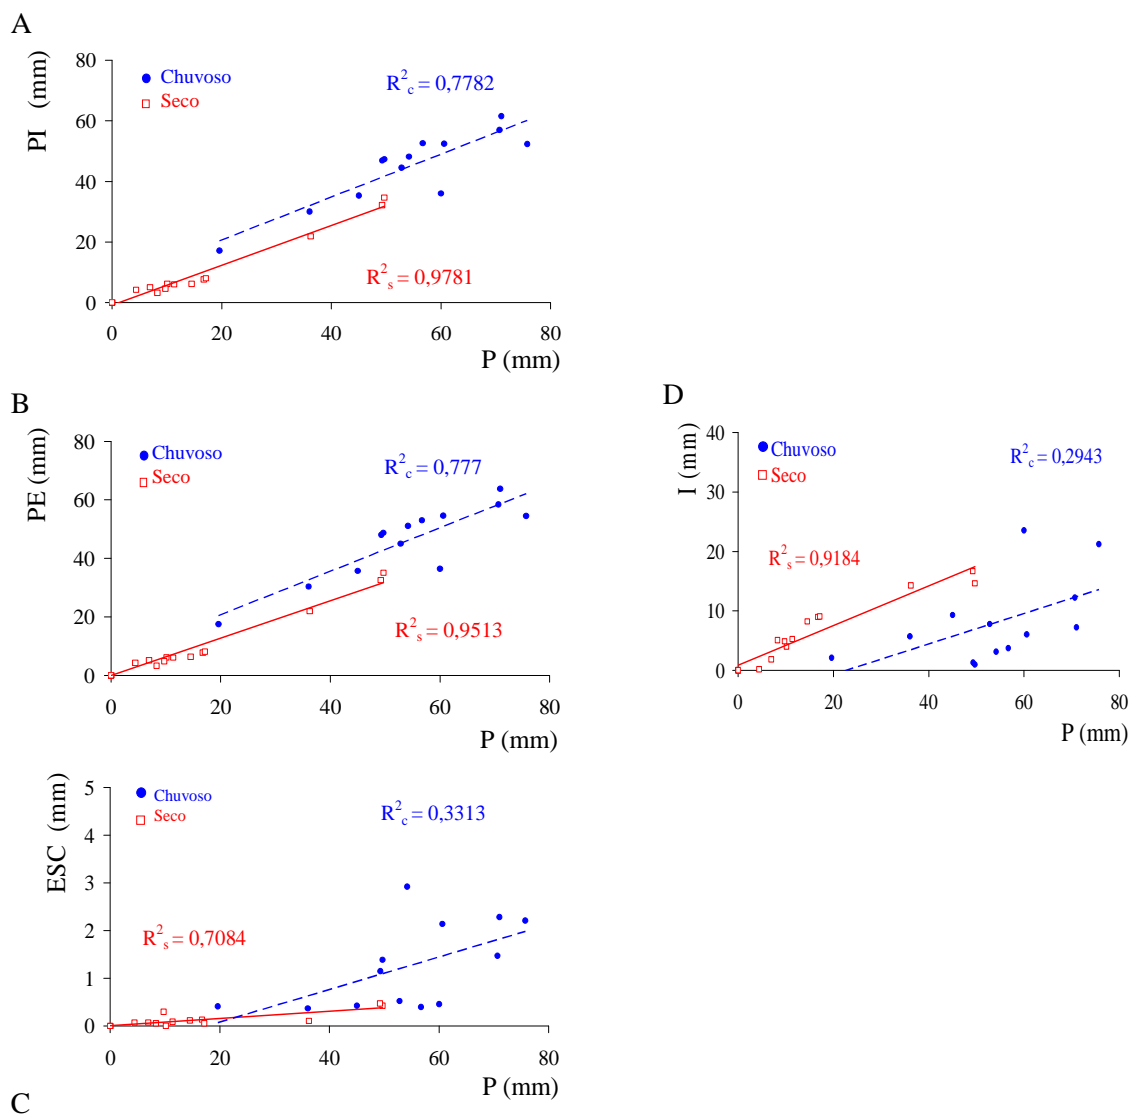 A
PI (mm)
80
60
40
20
0
Chuvoso
Seco
R²c = 0,7782
R²s = 0,9781
0 20 40 60 80
P (mm)
B
PE (mm)
80
60
40
20
0
Chuvoso
Seco
R²c = 0,777
R²s = 0,9513
0 20 40 60 80
P (mm)
D
I (mm)
40
30
20
10
0
Chuvoso
Seco
R²c = 0,2943
R²s = 0,9184
0 20 40 60 80
P (mm)
ESC (mm)
5
4
3
2
1
0
Chuvoso
Seco
R²c = 0,3313
R²s = 0,7084
0 20 40 60 80
P (mm)
C